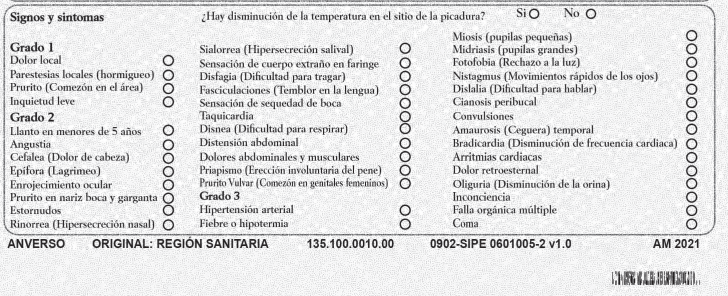 Signos y sintomas
¿Hay disminución de la temperatura en el sitio de la picadura? Si No
Grado 1
Dolor local
Parestesias locales (hormigueo)
Prurito (Comezón en el área)
Inquietud leve
Grado 2
Llanto en menores de 5 años
Angustia
Cefalea (Dolor de cabeza)
Epífora (Lagrimeo)
Enrojecimiento ocular
Prurito en nariz boca y garganta
Estornudos
Rinorrea (Hipersecreción nasal)
Sialorrea (Hipersecreción salival)
Sensación de cuerpo extraño en faringe
Disfagia (Dificultad para tragar)
Fasciculaciones (Temblor en la lengua)
Sensación de sequedad de boca
Taquicardia
Disnea (Dificultad para respirar)
Distensión abdominal
Dolores abdominales y musculares
Priapismo (Erección involuntaria del pene)
Prurito Vulvar (Comezón en genitales femeninos)
Grado 3
Hipertensión arterial
Fiebre o hipotermia
Miosis (pupilas pequeñas)
Midriasis (pupilas grandes)
Fotofobia (Rechazo a la luz)
Nistagmus (Movimientos rápidos de los ojos)
Dislalia (Dificultad para hablar)
Cianosis peribucal
Convulsiones
Amaurosis (Ceguera) temporal
Bradicardia (Disminución de frecuencia cardiaca)
Arritmias cardiacas
Dolor retroesternal
Oliguria (Disminución de la orina)
Inconciencia
Falla orgánica múltiple
Coma
ANVERSO ORIGINAL: REGIÓN SANITARIA 135.100.0010.00 0902-SIPE 0601005-2 v1.0 AM 2021